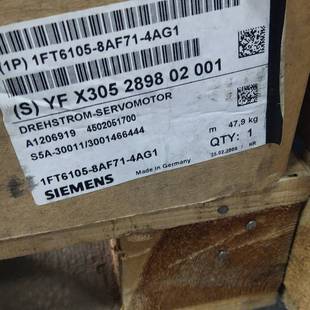 (1P) 1FT6105-8AF71-4AG1
(S) YF X305 2898 02 001
DREHSTROM-SERVOMOTOR
A1206919 4502051700
m 47,9 kg
S5A-30011/3001466444
QTY: 1
1FT6105-8AF71-4AG1
Made in Germany
SIEMENS